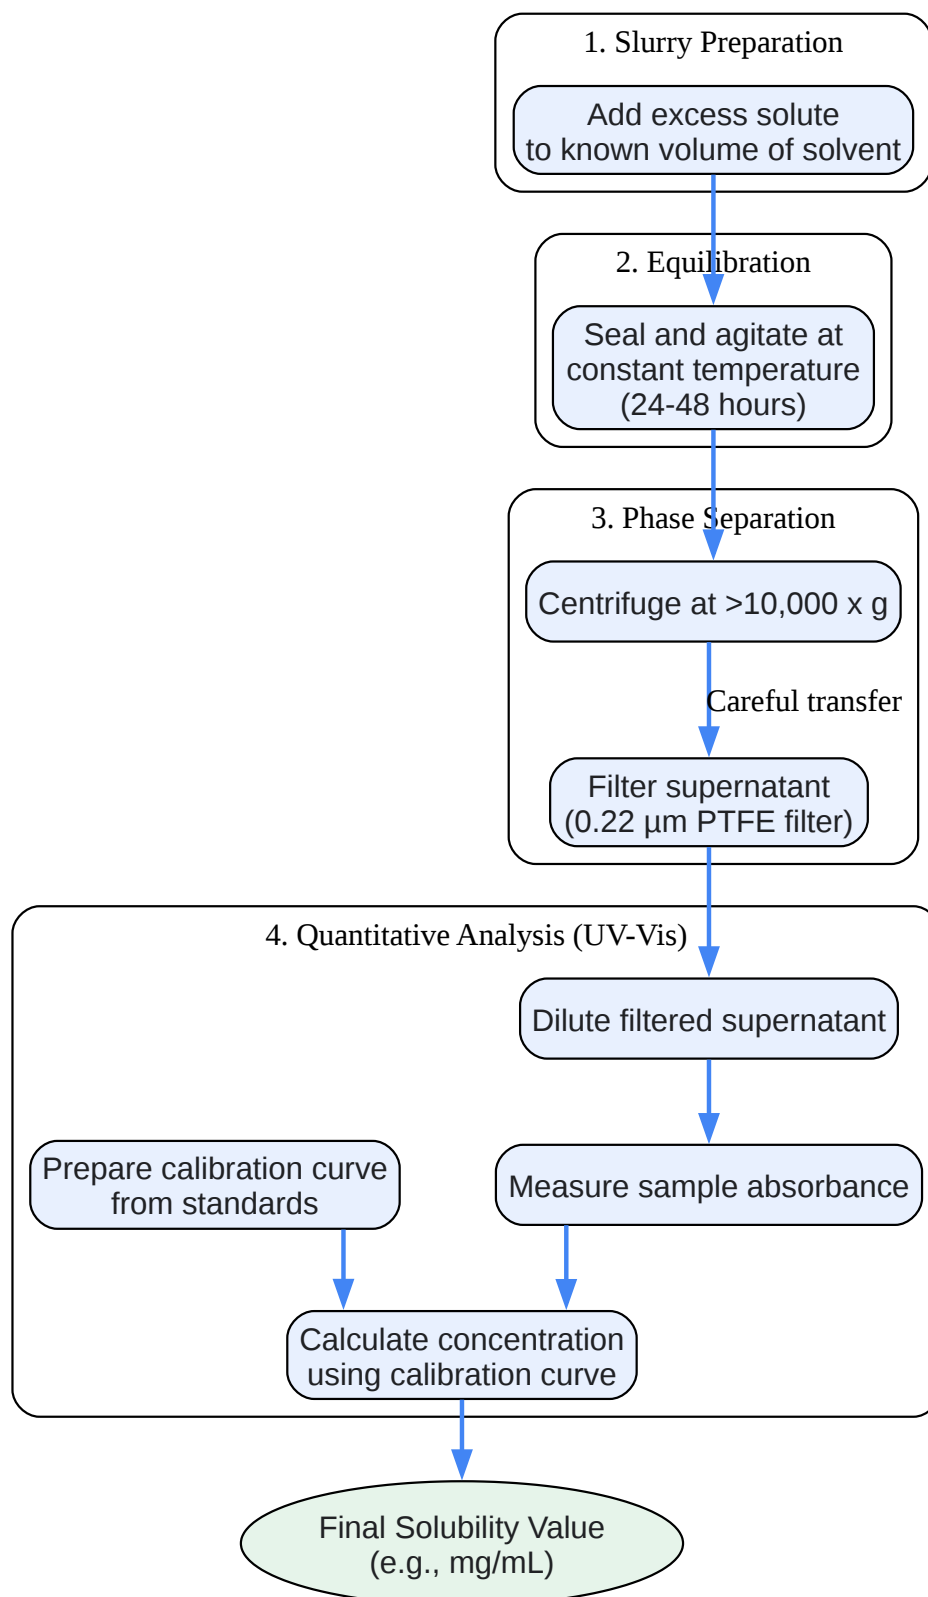 1. Slurry Preparation
Add excess solute
to known volume of solvent
2. Equilibration
Seal and agitate at
constant temperature
(24-48 hours)
3. Phase Separation
Centrifuge at >10,000 x g
Careful transfer
Filter supernatant
(0.22 µm PTFE filter)
4. Quantitative Analysis (UV-Vis)
Dilute filtered supernatant
Prepare calibration curve
from standards
Measure sample absorbance
Calculate concentration
using calibration curve
Final Solubility Value
(e.g., mg/mL)